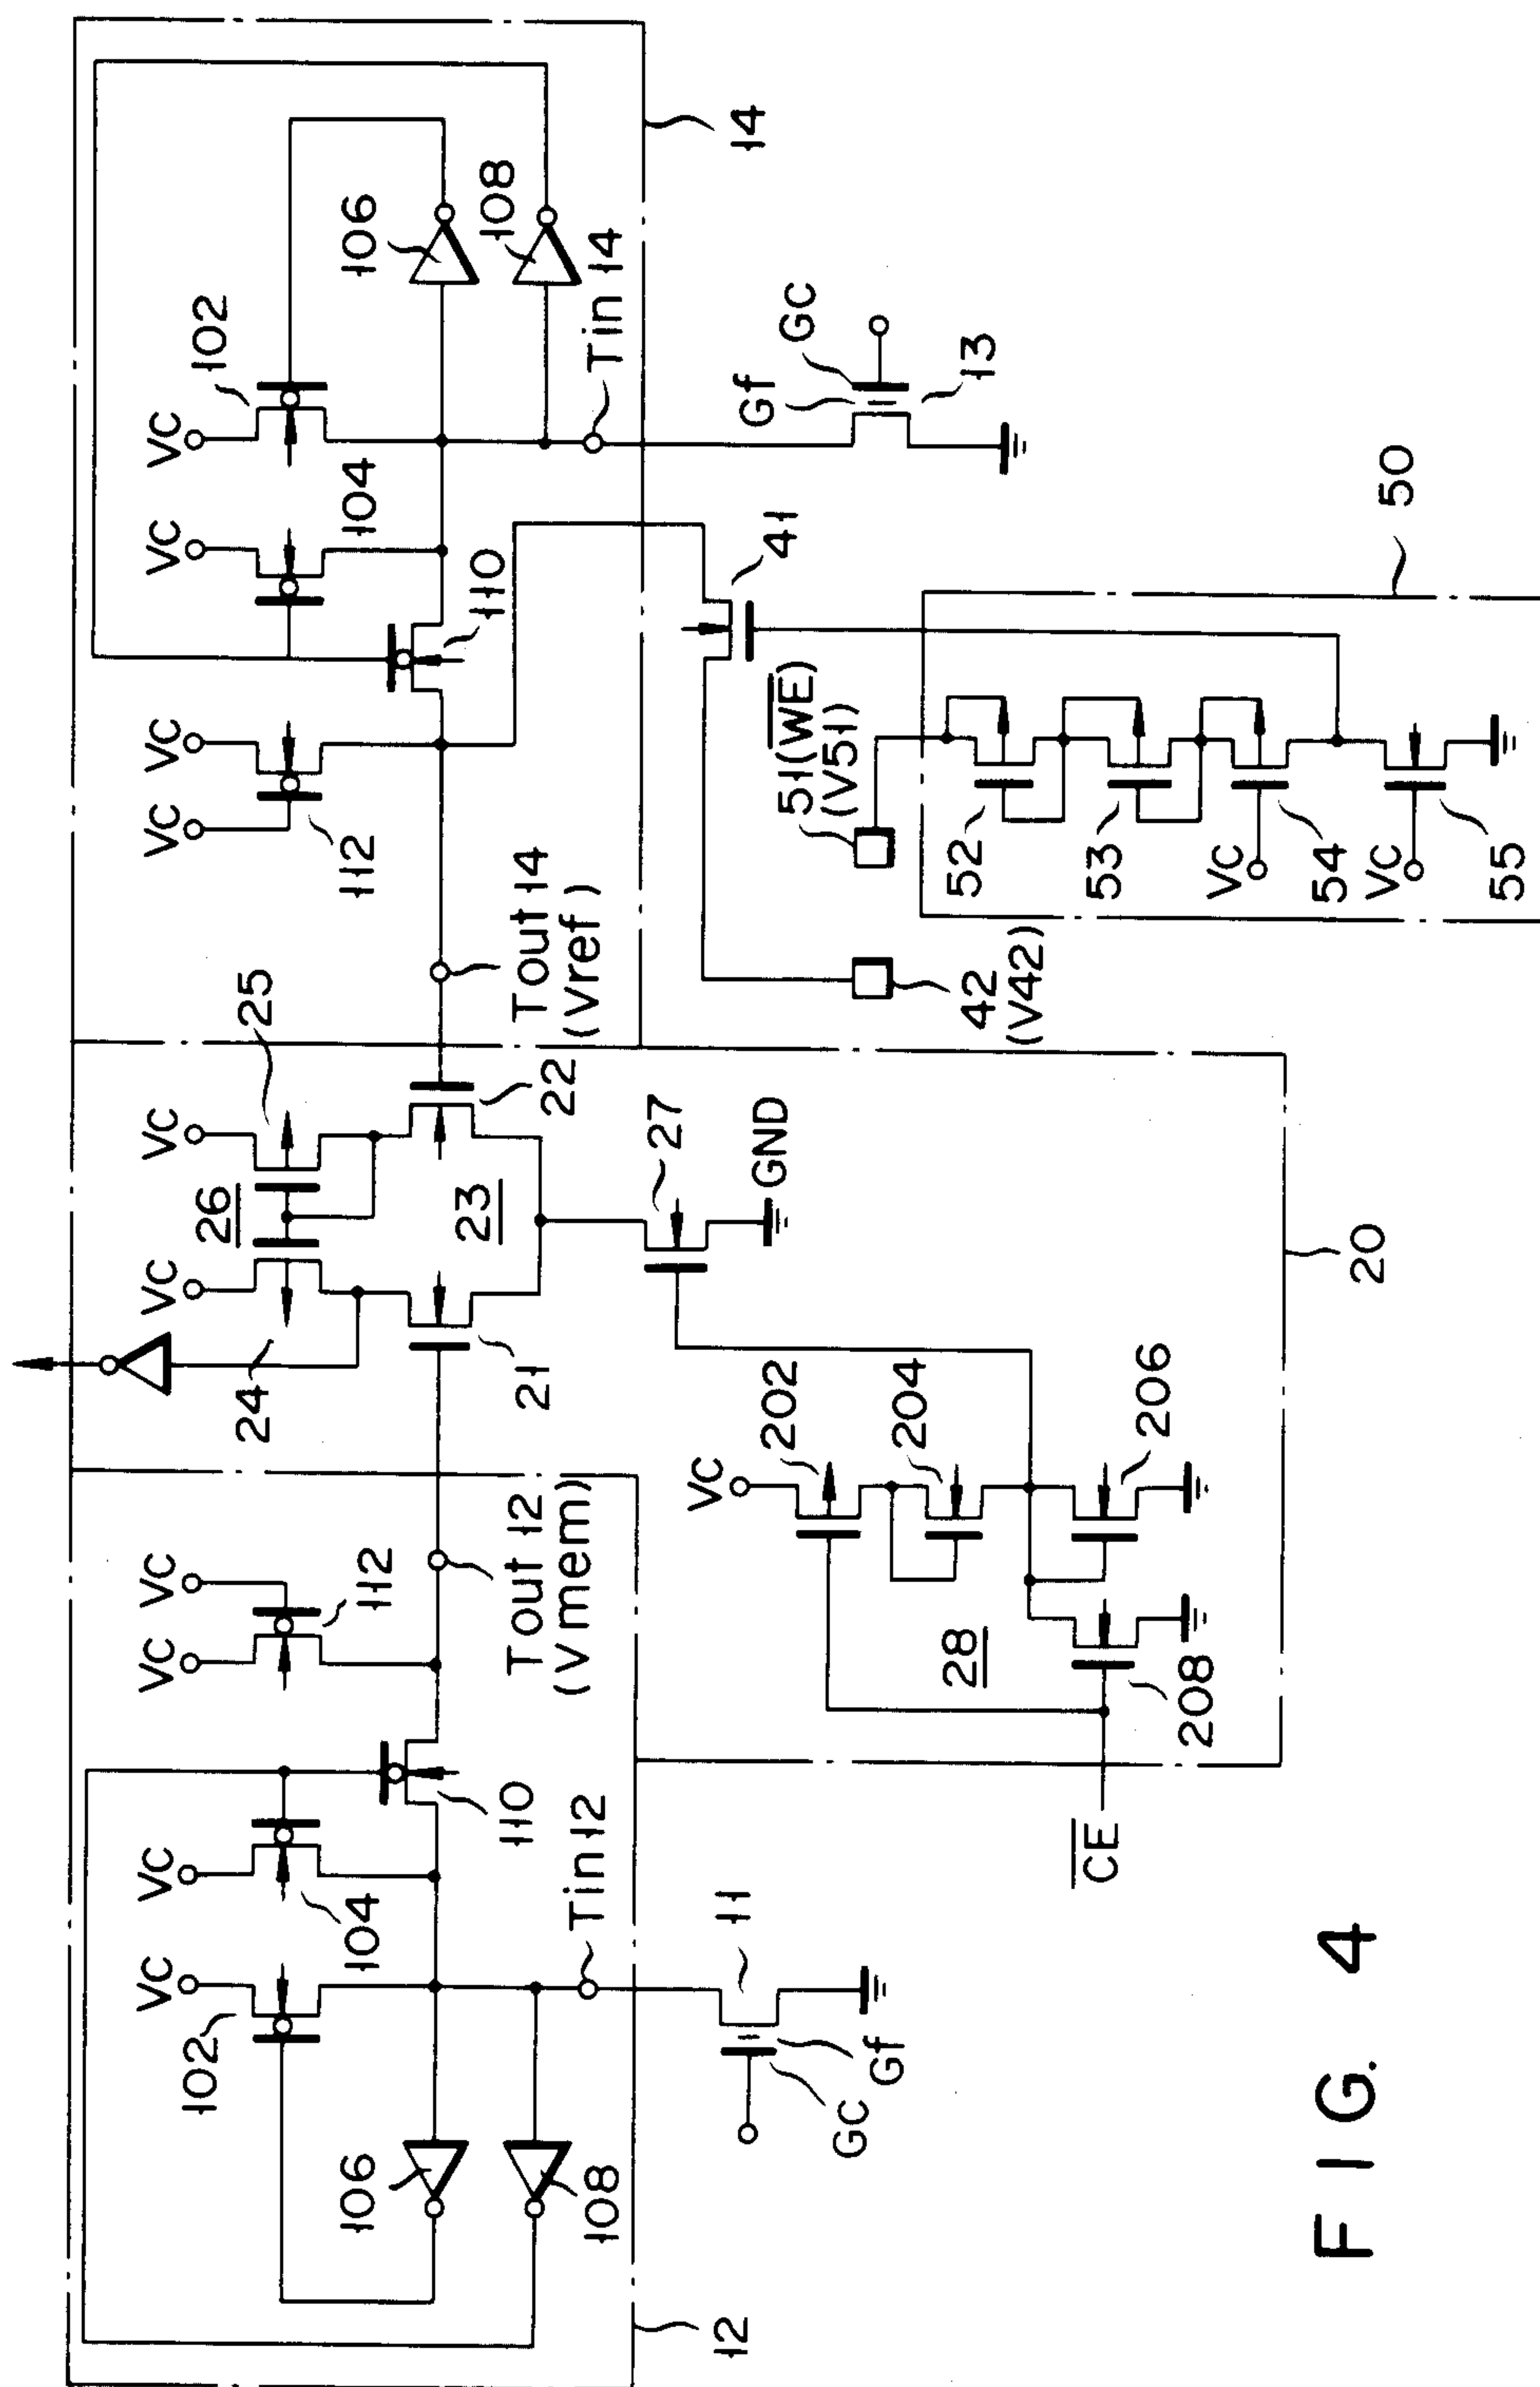 VC VC VC VC VC VC VC VC VC VC
102 26 102
24 25
106 104 112 112 104 106
23
108 110 21 22 110 108
Tin 12
Tout 12
(Vmem)
Tout 14
(Vref)
Tin 14
12 11 27 14
VC 202 GND 41
GC Gf Gf GC
51(W̅E̅)
(V51)
28 204 13
42
(V42)
52
C̅E̅ 208 206
53
VC 54
20 50
VC 55
FIG. 4